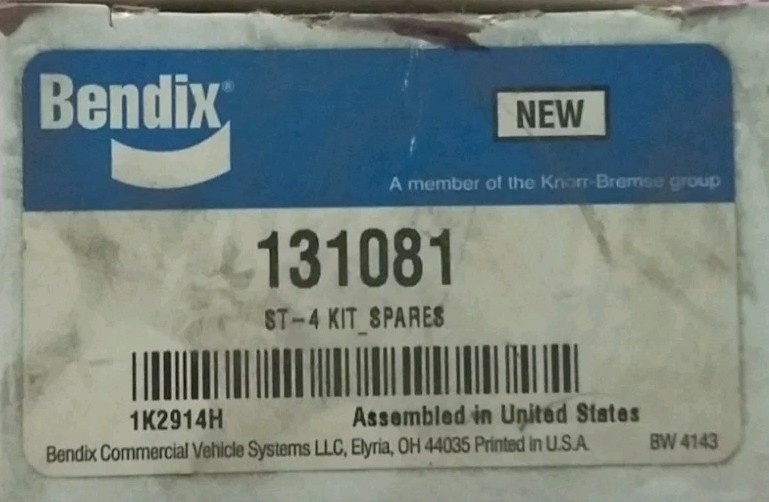 Bendix®
NEW
A member of the Knorr-Bremse group
131081
ST-4 KIT_SPARES
1K2914H Assembled in United States
Bendix Commercial Vehicle Systems LLC, Elyria, OH 44035 Printed in U.S.A. BW 4143